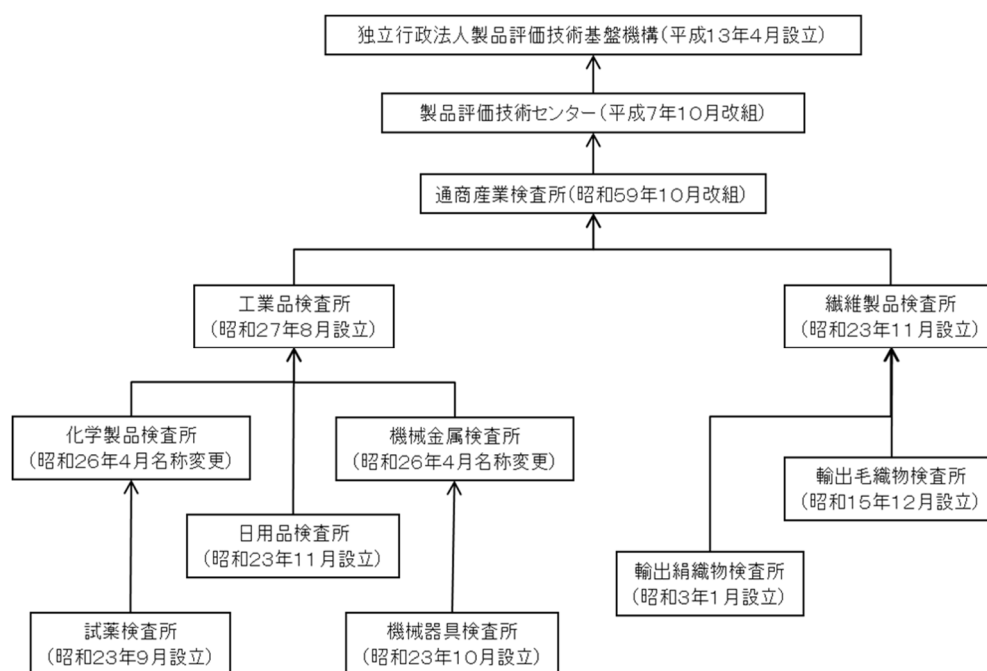 独立行政法人製品評価技術基盤機構(平成13年4月設立)
製品評価技術センター(平成7年10月改組)
通商産業検査所(昭和59年10月改組)
工業品検査所
(昭和27年8月設立)
繊維製品検査所
(昭和23年11月設立)
化学製品検査所
(昭和26年4月名称変更)
機械金属検査所
(昭和26年4月名称変更)
輸出毛織物検査所
(昭和15年12月設立)
日用品検査所
(昭和23年11月設立)
輸出絹織物検査所
(昭和3年1月設立)
試薬検査所
(昭和23年9月設立)
機械器具検査所
(昭和23年10月設立)